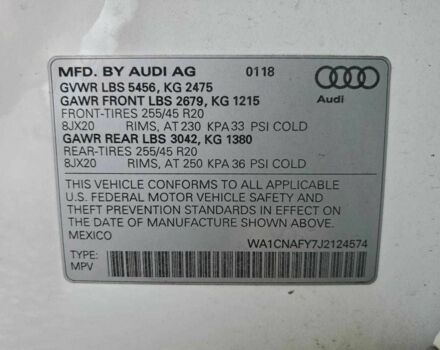 MFD. BY AUDI AG 0118
GVWR LBS 5456, KG 2475
GAWR FRONT LBS 2679, KG 1215
FRONT-TIRES 255/45 R20
8JX20 RIMS, AT 230 KPA 33 PSI COLD
GAWR REAR LBS 3042, KG 1380
REAR-TIRES 255/45 R20
8JX20 RIMS, AT 250 KPA 36 PSI COLD
Audi
THIS VEHICLE CONFORMS TO ALL APPLICABLE
U.S. FEDERAL MOTOR VEHICLE SAFETY AND
THEFT PREVENTION STANDARDS IN EFFECT ON
THE DATE OF MANUFACTURE SHOWN ABOVE.
MEXICO WA1CNAFY7J2124574
TYPE:
MPV